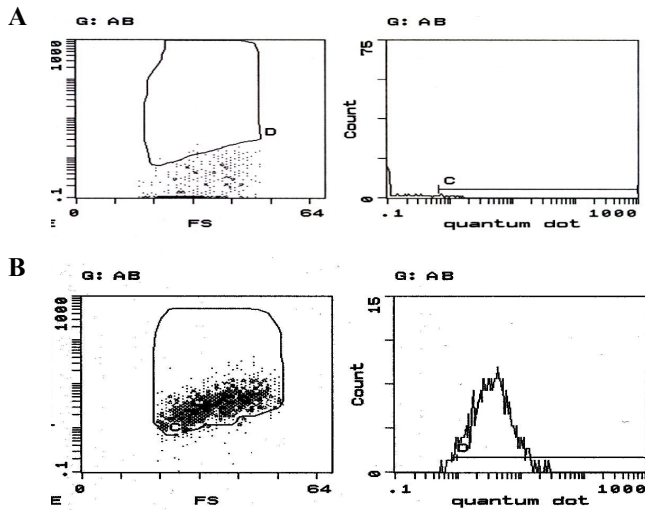 A
G: AB
1000
.1
D
E
0
FS
64
G: AB
75
Count
0
C
.1
1000
quantum dot
B
G: AB
1000
.1
C
E
0
FS
64
G: AB
15
Count
0
D
.1
1000
quantum dot